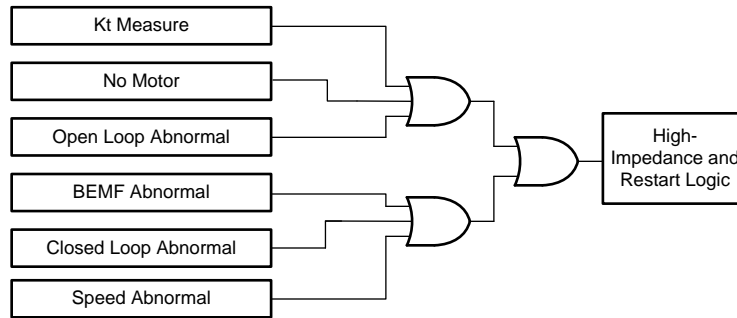 Kt Measure
No Motor
Open Loop Abnormal
BEMF Abnormal
Closed Loop Abnormal
Speed Abnormal
High-
Impedance and
Restart Logic